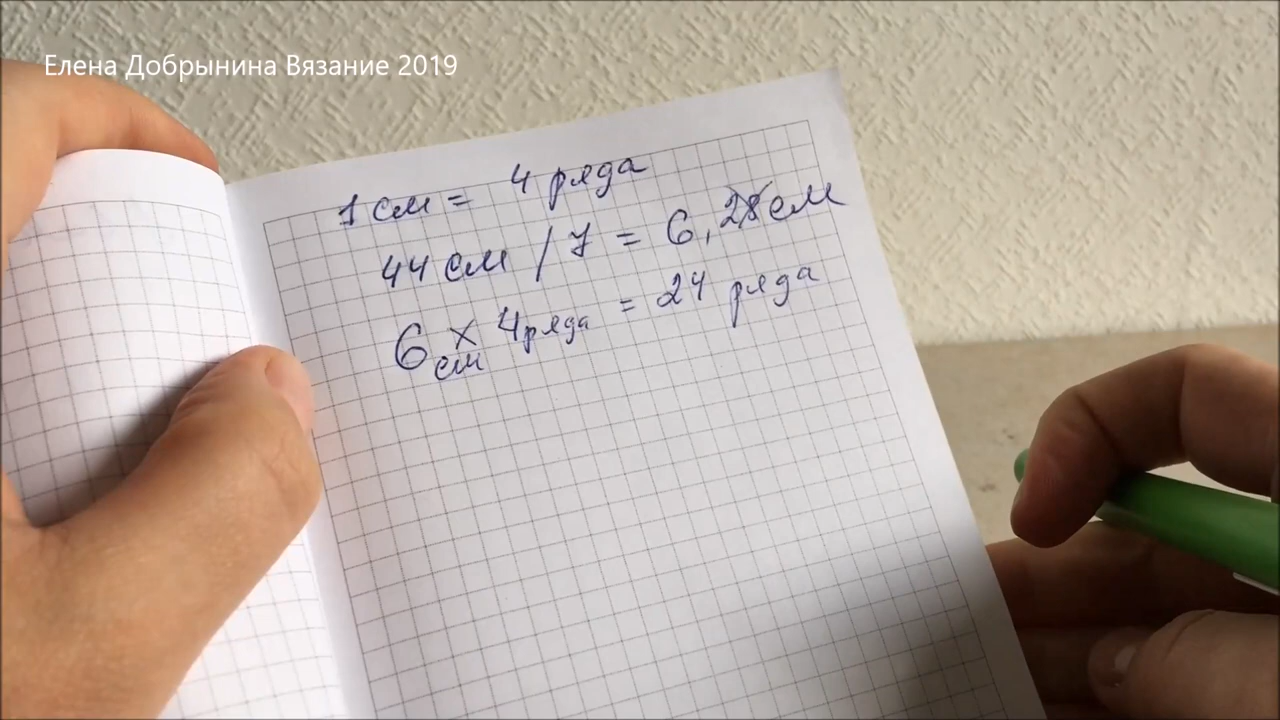 Елена Добрынина Вязание 2019
1 см = 4 ряда
44 см / 7 = 6,28 см
6 см × 4 ряда = 24 ряда